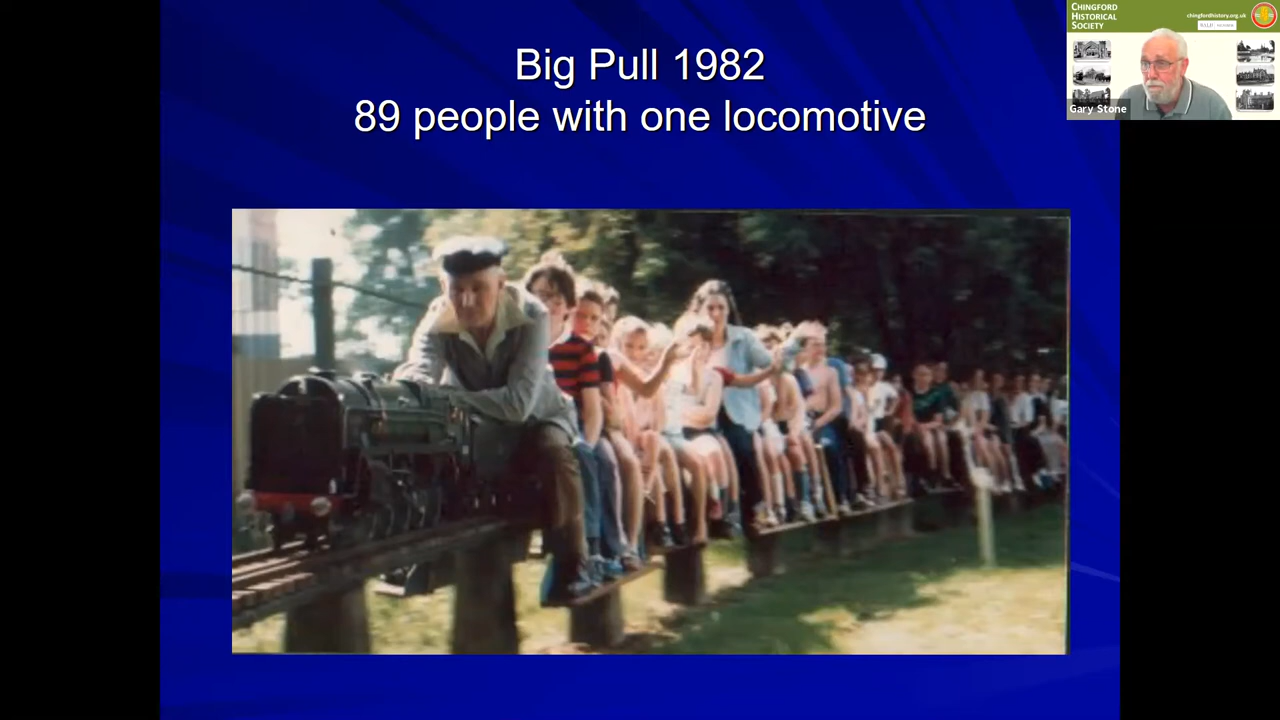 Big Pull 1982
89 people with one locomotive
CHINGFORD
HISTORICAL
SOCIETY
chingfordhistory.org.uk
Gary Stone